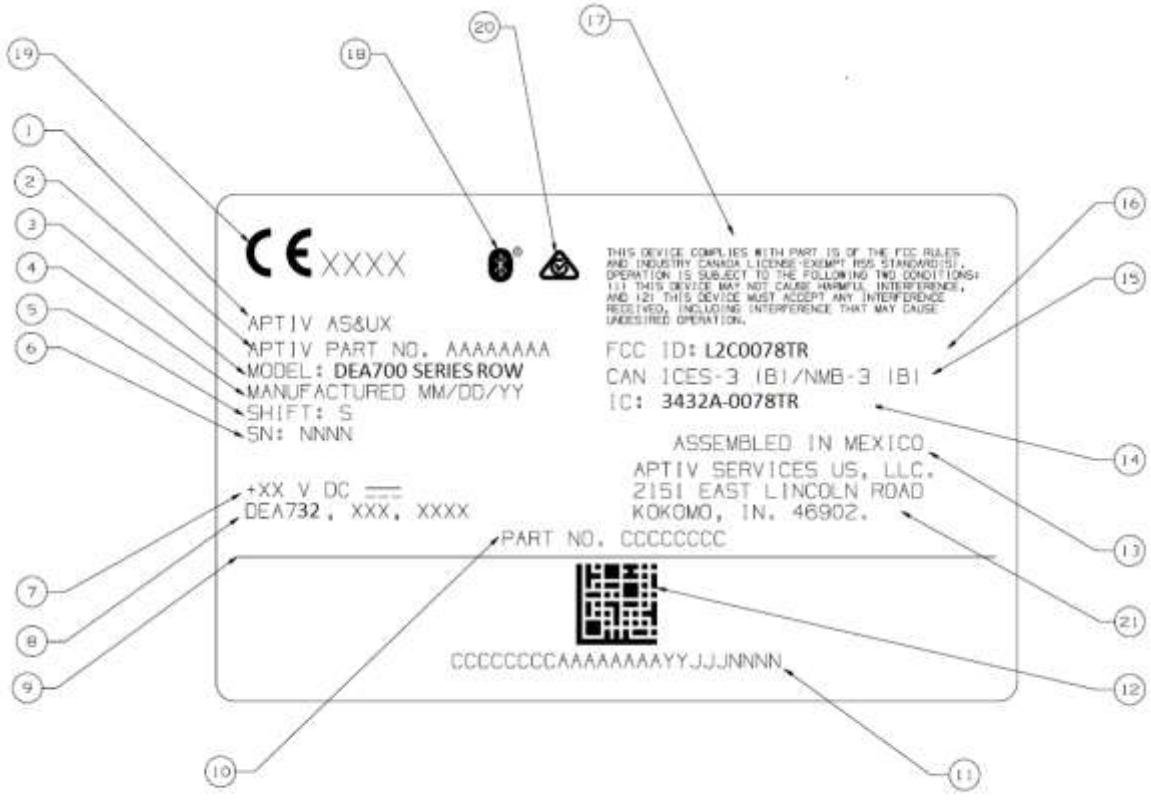 19
18
20
17
1
2
3
4
5
6
16
15
CE XXXX
THIS DEVICE COMPLIES WITH PART 15 OF THE FCC RULES
AND INDUSTRY CANADA LICENSE-EXEMPT RSS STANDARD(S).
OPERATION IS SUBJECT TO THE FOLLOWING TWO CONDITIONS:
(1) THIS DEVICE MAY NOT CAUSE HARMFUL INTERFERENCE,
AND (2) THIS DEVICE MUST ACCEPT ANY INTERFERENCE
RECEIVED, INCLUDING INTERFERENCE THAT MAY CAUSE
UNDESIRED OPERATION.
APTIV AS&UX
APTIV PART NO. AAAAAAAA
MODEL: DEA700 SERIES ROW
MANUFACTURED MM/DD/YY
SHIFT: S
SN: NNNN
FCC ID: L2C0078TR
CAN ICES-3 (B)/NMB-3 (B)
IC: 3432A-0078TR
14
ASSEMBLED IN MEXICO
APTIV SERVICES US, LLC.
2151 EAST LINCOLN ROAD
KOKOMO, IN. 46902.
+XX V DC
DEA732, XXX, XXXX
PART NO. CCCCCCCC
13
7
8
9
21
12
CCCCCCCCAAAAAAAAYYJJJNNNN
10
11